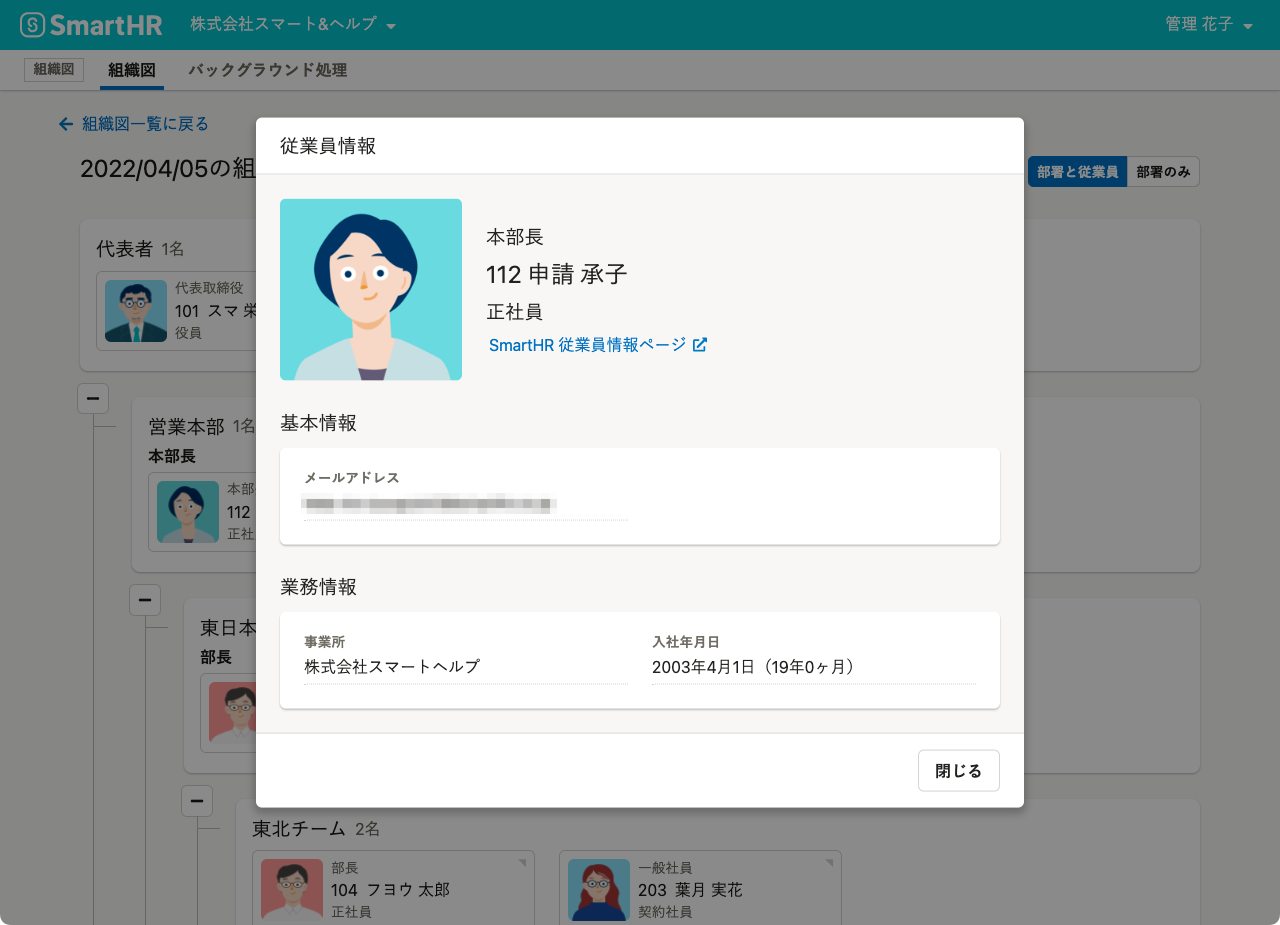 SmartHR 株式会社スマート&ヘルプ 管理 花子
組織図 組織図 バックグラウンド処理
組織図一覧に戻る
2022/04/05の組
部署と従業員 部署のみ
代表者 1名
代表取締役
101 スマ 栄
役員
営業本部 1名
本部長
本部
112
正社
東日本
部長
東北チーム 2名
部長
104 フヨウ 太郎
正社員
一般社員
203 葉月 実花
契約社員
従業員情報
本部長
112 申請 承子
正社員
SmartHR 従業員情報ページ
基本情報
メールアドレス
業務情報
事業所
株式会社スマートヘルプ
入社年月日
2003年4月1日（19年0ヶ月）
閉じる